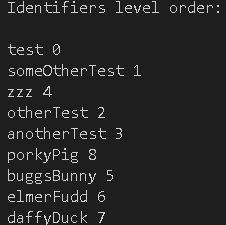 Identifiers level order:
test 0
someOtherTest 1
zzz 4
otherTest 2
anotherTest 3
porkyPig 8
buggsBunny 5
elmerFudd 6
daffyDuck 7